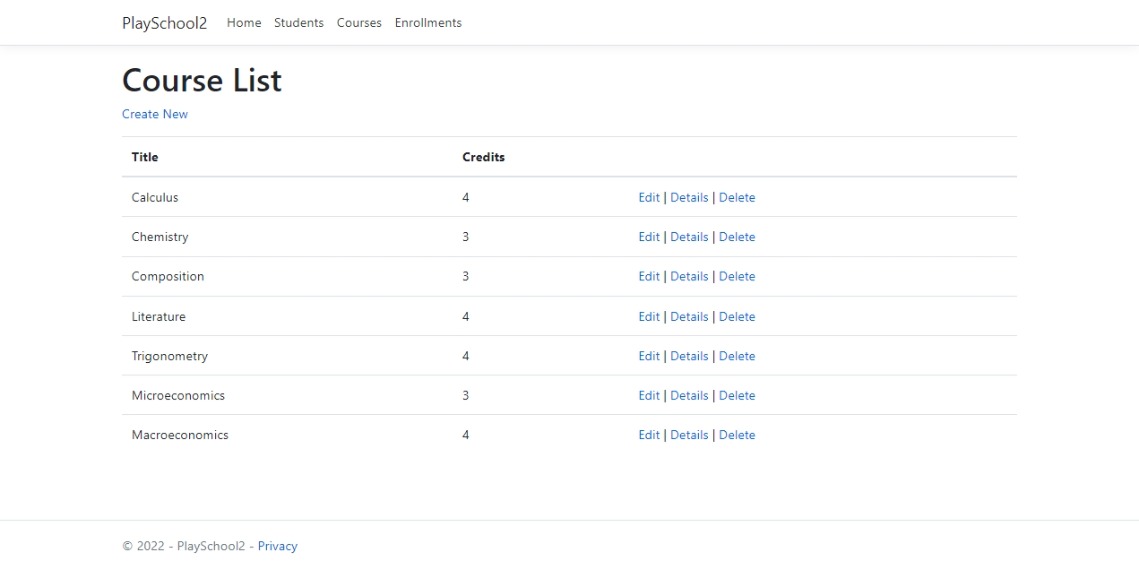 PlaySchool2 Home Students Courses Enrollments
Course List
Create New
Title Credits
Calculus 4 Edit | Details | Delete
Chemistry 3 Edit | Details | Delete
Composition 3 Edit | Details | Delete
Literature 4 Edit | Details | Delete
Trigonometry 4 Edit | Details | Delete
Microeconomics 3 Edit | Details | Delete
Macroeconomics 4 Edit | Details | Delete
© 2022 - PlaySchool2 - Privacy